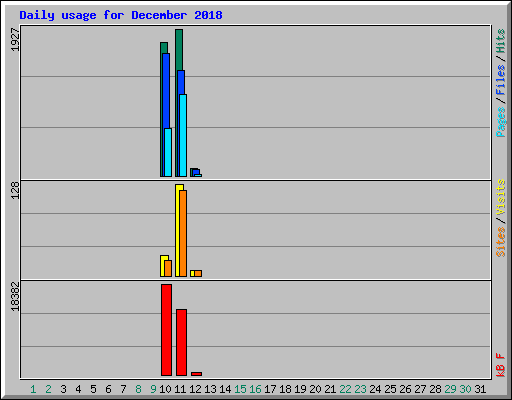 Daily usage for December 2018
1927
Pages / Files / Hits
128
Sites / Visits
18382
kB F
1 2 3 4 5 6 7 8 9 10 11 12 13 14 15 16 17 18 19 20 21 22 23 24 25 26 27 28 29 30 31